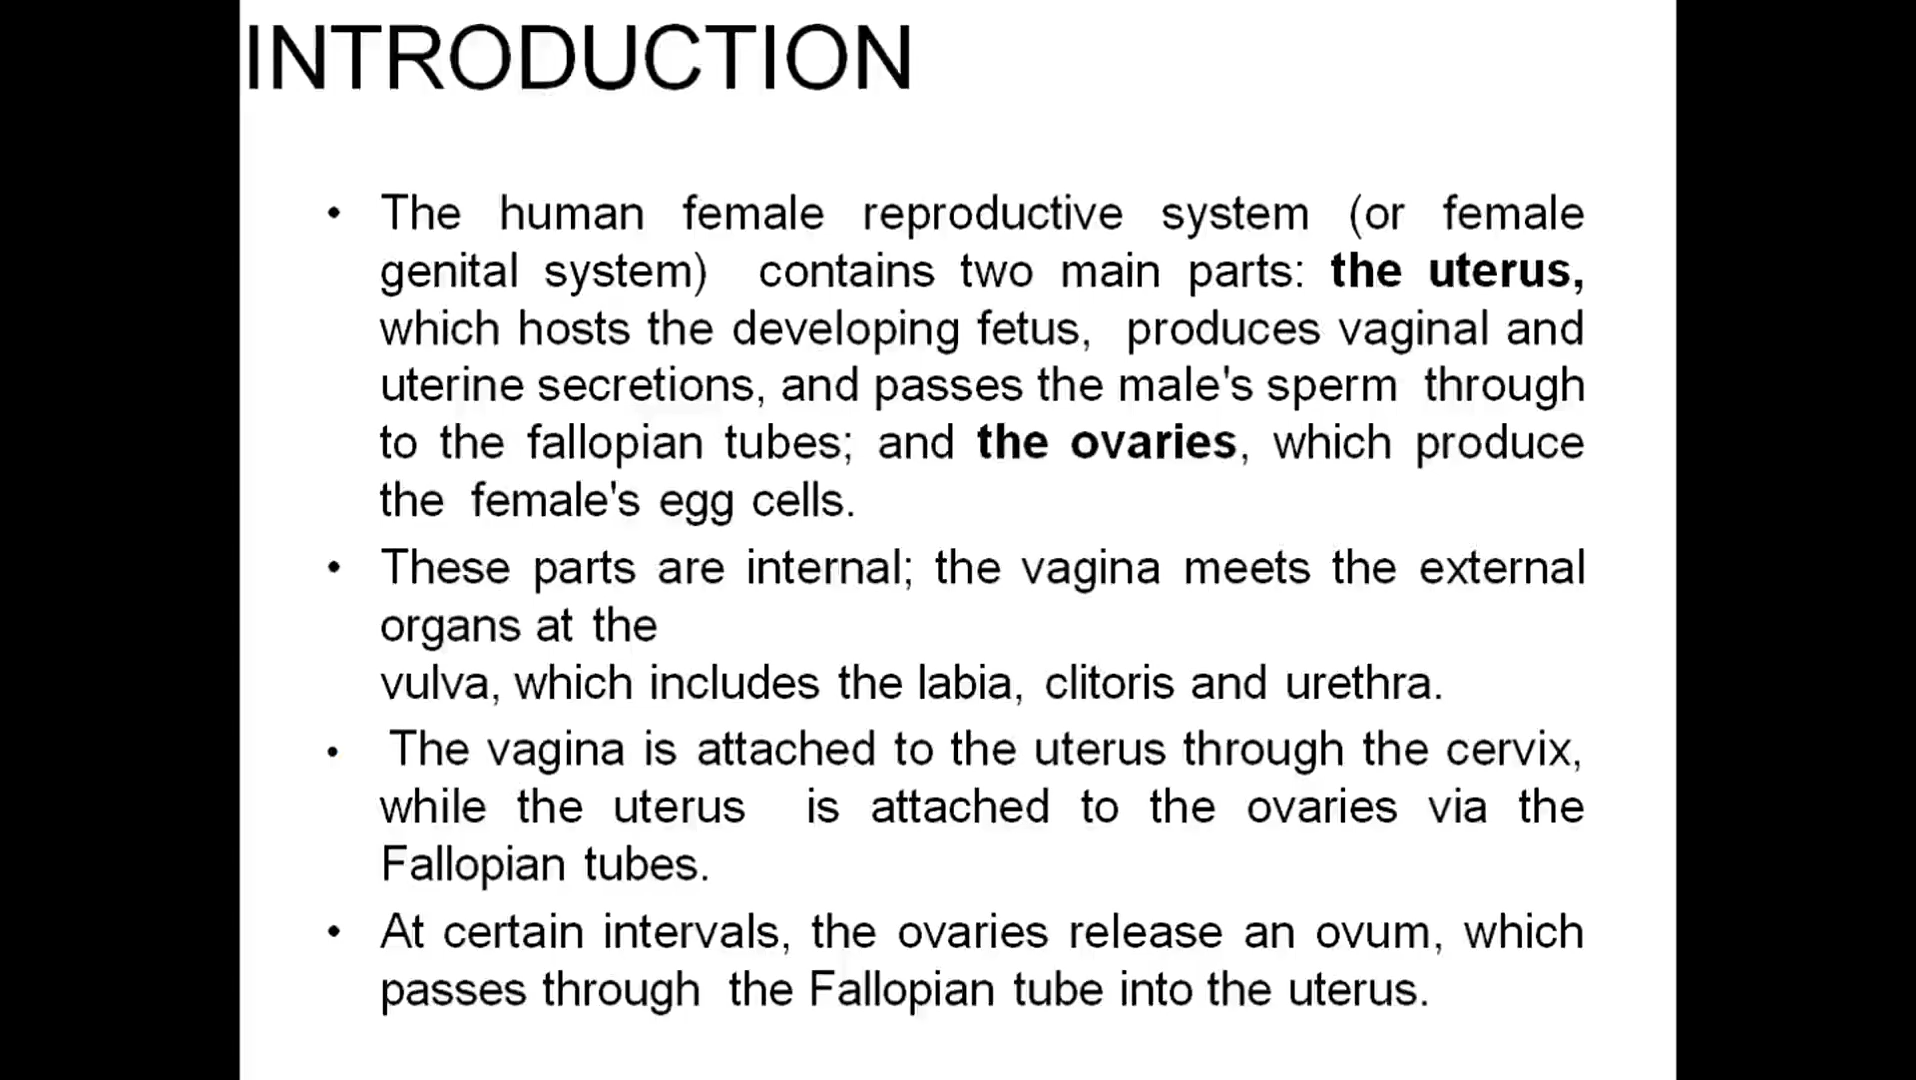 INTRODUCTION
• The human female reproductive system (or female
genital system) contains two main parts: the uterus,
which hosts the developing fetus, produces vaginal and
uterine secretions, and passes the male's sperm through
to the fallopian tubes; and the ovaries, which produce
the female's egg cells.
• These parts are internal; the vagina meets the external
organs at the
vulva, which includes the labia, clitoris and urethra.
• The vagina is attached to the uterus through the cervix,
while the uterus is attached to the ovaries via the
Fallopian tubes.
• At certain intervals, the ovaries release an ovum, which
passes through the Fallopian tube into the uterus.